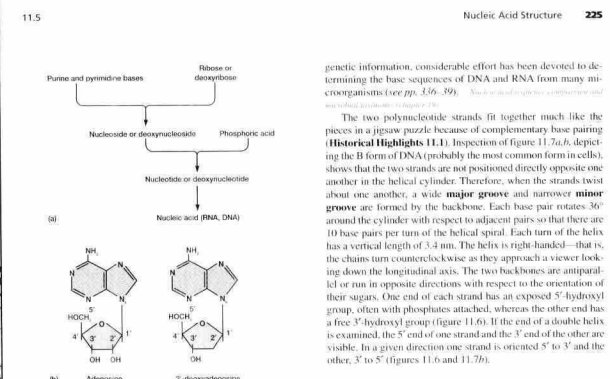 11.5
Nucleic Acid Structure 225
Ribose or
deoxyribose
Purine and pyrimidine bases
Nucleoside or deoxynucleoside
Phosphoric acid
Nucleotide or deoxynucleotide
(a)
Nucleic acid (RNA, DNA)
NH2
N
N
N
N
5'
HOCH2
O
4'
1'
3'
2'
OH
OH
NH2
N
N
N
N
5'
HOCH2
O
4'
1'
3'
2'
OH
(b)
Adenosine
2'-deoxyadenosine
genetic information, considerable effort has been devoted to de-
termining the base sequences of DNA and RNA from many mi-
croorganisms (see pp. 336–39).
The two polynucleotide strands fit together much like the
pieces in a jigsaw puzzle because of complementary base pairing
(Historical Highlights 11.1). Inspection of figure 11.7a,b, depict-
ing the B form of DNA (probably the most common form in cells),
shows that the two strands are not positioned directly opposite one
another in the helical cylinder. Therefore, when the strands twist
about one another, a wide major groove and narrower minor
groove are formed by the backbone. Each base pair rotates 36°
around the cylinder with respect to adjacent pairs so that there are
10 base pairs per turn of the helical spiral. Each turn of the helix
has a vertical length of 3.4 nm. The helix is right-handed—that is,
the chains turn counterclockwise as they approach a viewer look-
ing down the longitudinal axis. The two backbones are antiparal-
lel or run in opposite directions with respect to the orientation of
their sugars. One end of each strand has an exposed 5'-hydroxyl
group, often with phosphates attached, whereas the other end has
a free 3'-hydroxyl group (figure 11.6). If the end of a double helix
is examined, the 5' end of one strand and the 3' end of the other are
visible. In a given direction one strand is oriented 5' to 3' and the
other, 3' to 5' (figures 11.6 and 11.7b).